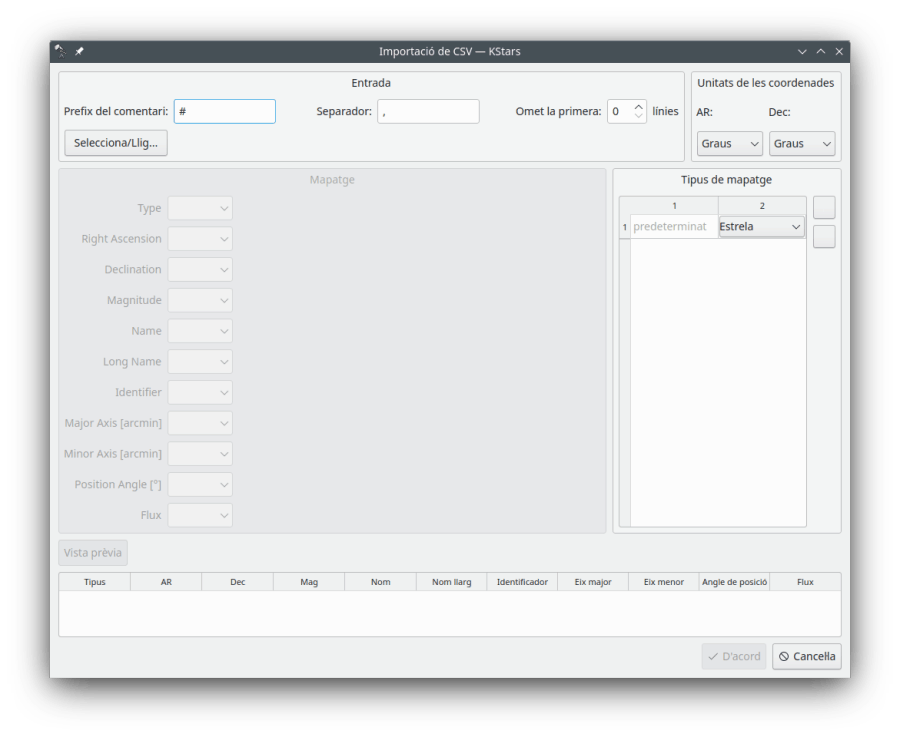 Importació de CSV — KStars
Entrada
Prefix del comentari: #
Separador: ,
Omet la primera: 0 línies
Selecciona/Llig...
Unitats de les coordenades
AR: Dec:
Graus Graus
Mapatge
Type
Right Ascension
Declination
Magnitude
Name
Long Name
Identifier
Major Axis [arcmin]
Minor Axis [arcmin]
Position Angle [°]
Flux
Tipus de mapatge
1 2
1 predeterminat Estrela
Vista prèvia
Tipus AR Dec Mag Nom Nom llarg Identificador Eix major Eix menor Angle de posició Flux
D'acord Cancel·la